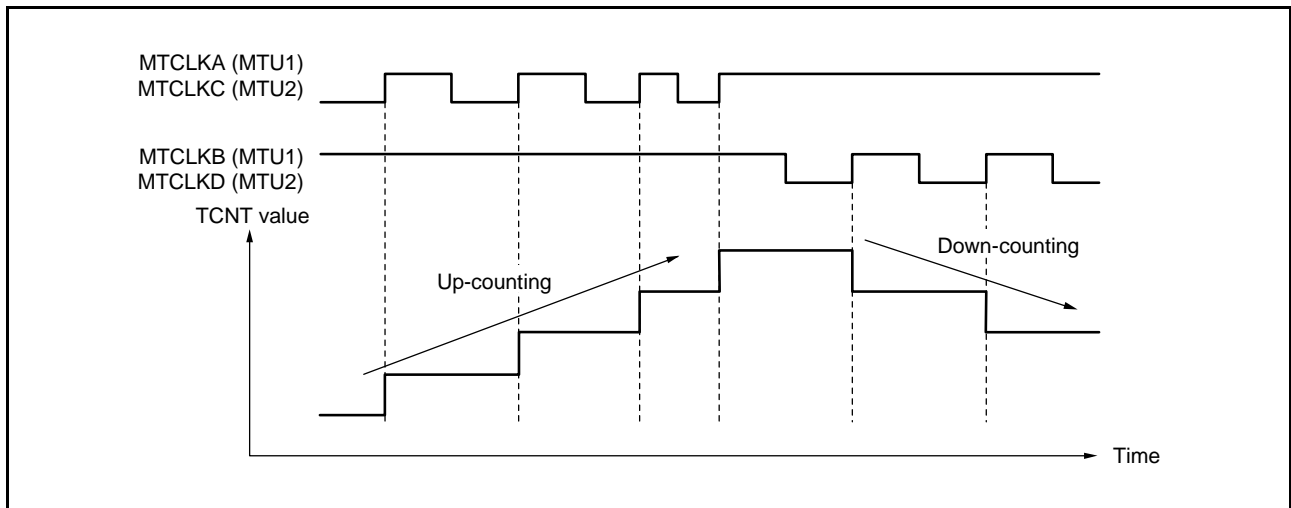 MTCLKA (MTU1)
MTCLKC (MTU2)
MTCLKB (MTU1)
MTCLKD (MTU2)
TCNT value
Up-counting
Down-counting
Time